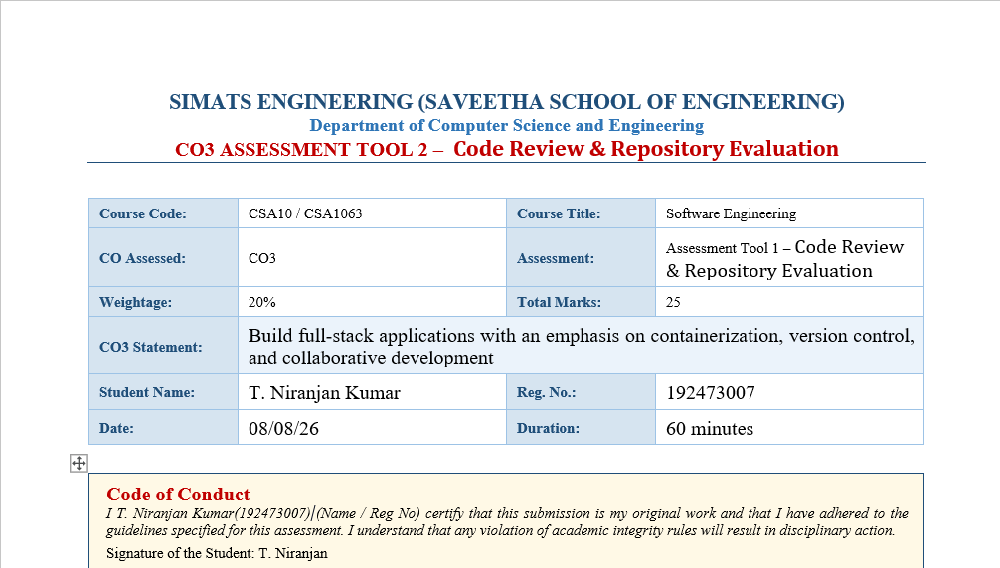 SIMATS ENGINEERING (SAVEETHA SCHOOL OF ENGINEERING)
Department of Computer Science and Engineering
CO3 ASSESSMENT TOOL 2 – Code Review & Repository Evaluation
Course Code: CSA10 / CSA1063 Course Title: Software Engineering
CO Assessed: CO3 Assessment: Assessment Tool 1 – Code Review
& Repository Evaluation
Weightage: 20% Total Marks: 25
CO3 Statement: Build full-stack applications with an emphasis on containerization, version control,
and collaborative development
Student Name: T. Niranjan Kumar Reg. No.: 192473007
Date: 08/08/26 Duration: 60 minutes
Code of Conduct
I T. Niranjan Kumar(192473007)|(Name / Reg No) certify that this submission is my original work and that I have adhered to the
guidelines specified for this assessment. I understand that any violation of academic integrity rules will result in disciplinary action.
Signature of the Student: T. Niranjan